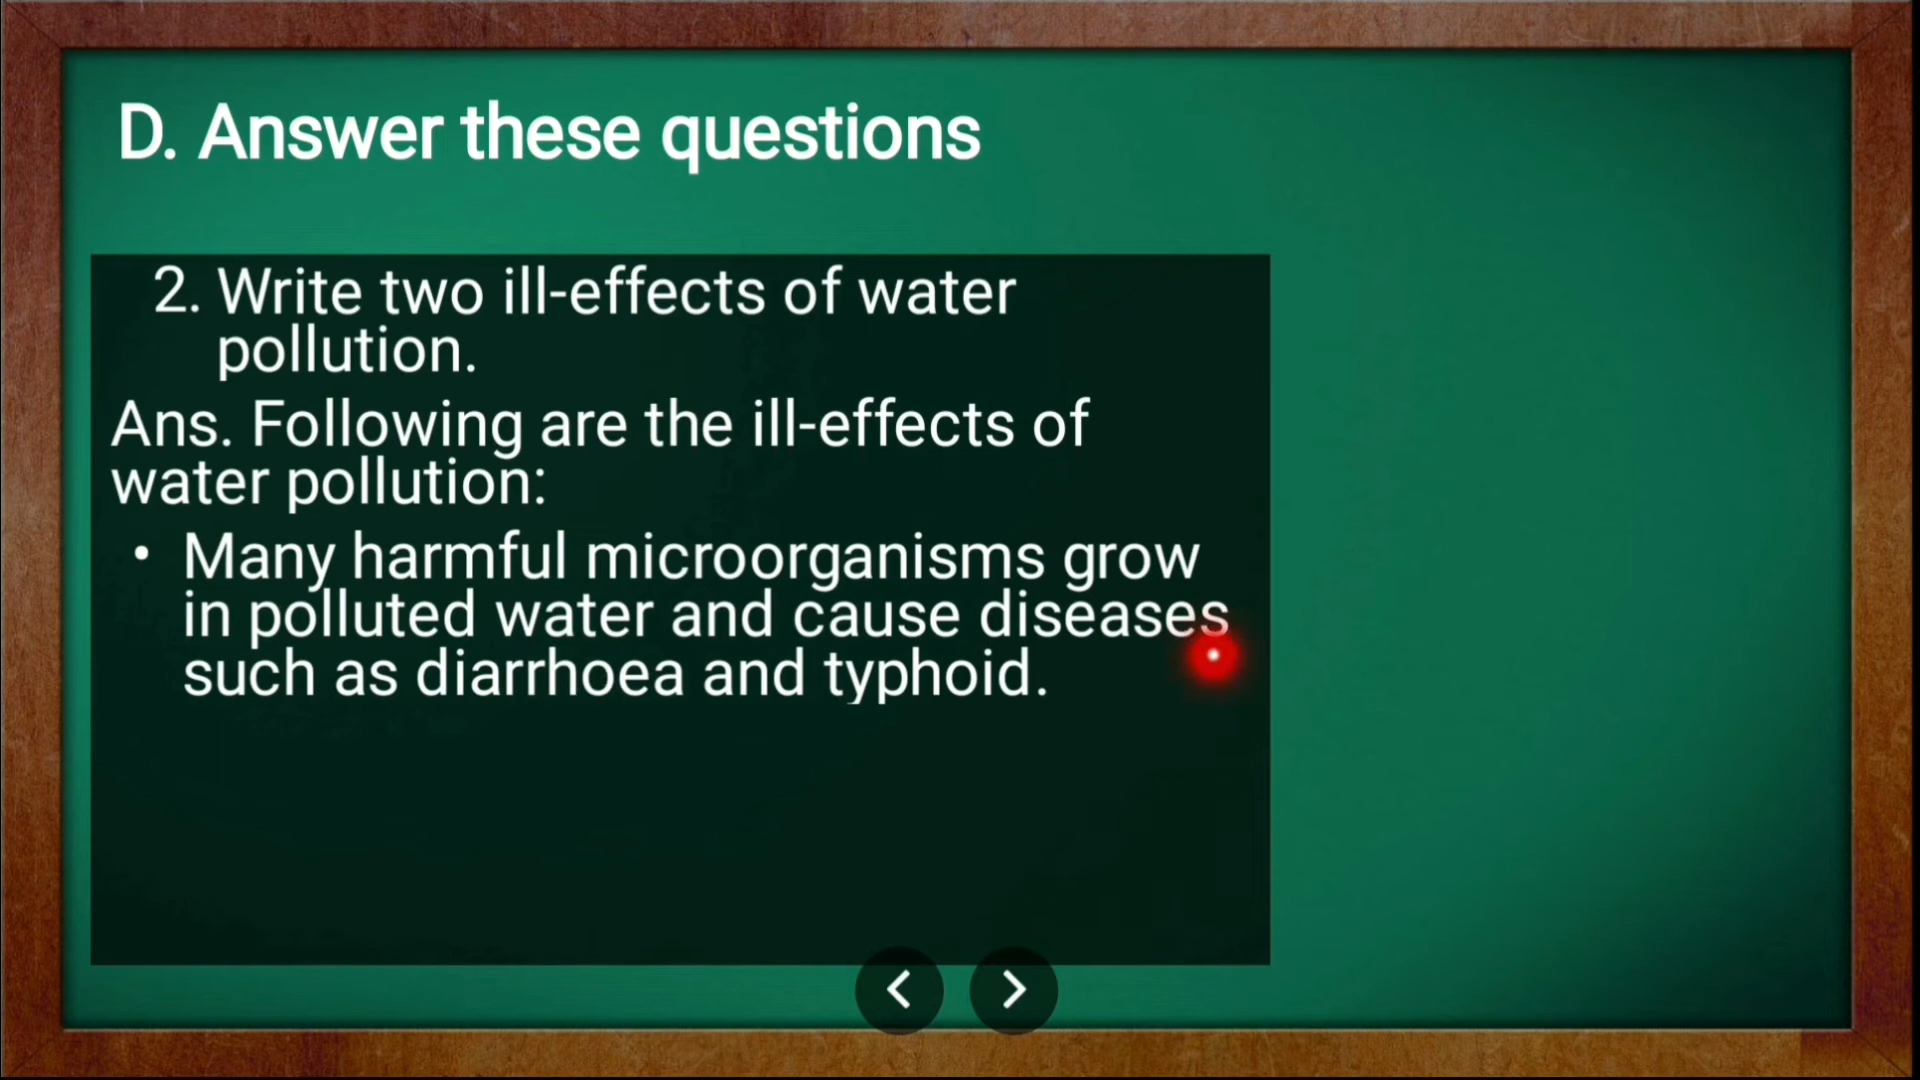 D. Answer these questions
2. Write two ill-effects of water
pollution.
Ans. Following are the ill-effects of
water pollution:
• Many harmful microorganisms grow
in polluted water and cause diseases
such as diarrhoea and typhoid.